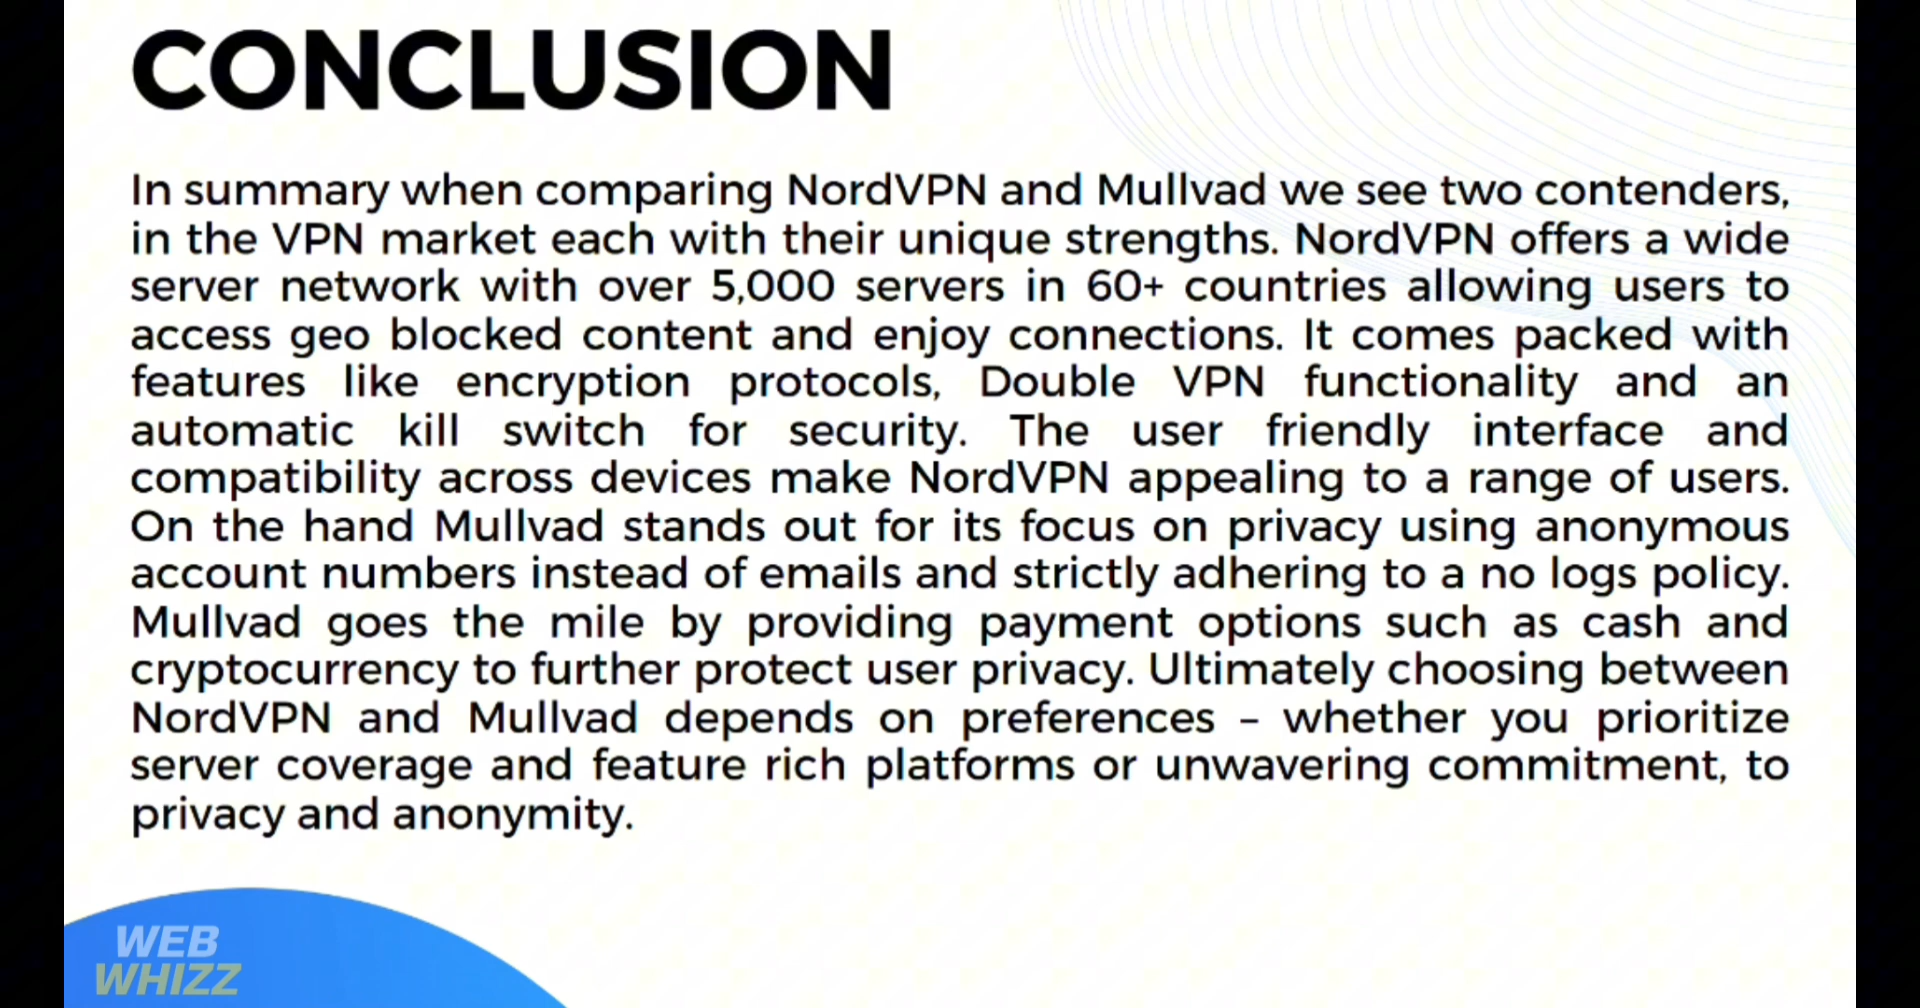 CONCLUSION
In summary when comparing NordVPN and Mullvad we see two contenders,
in the VPN market each with their unique strengths. NordVPN offers a wide
server network with over 5,000 servers in 60+ countries allowing users to
access geo blocked content and enjoy connections. It comes packed with
features like encryption protocols, Double VPN functionality and an
automatic kill switch for security. The user friendly interface and
compatibility across devices make NordVPN appealing to a range of users.
On the hand Mullvad stands out for its focus on privacy using anonymous
account numbers instead of emails and strictly adhering to a no logs policy.
Mullvad goes the mile by providing payment options such as cash and
cryptocurrency to further protect user privacy. Ultimately choosing between
NordVPN and Mullvad depends on preferences – whether you prioritize
server coverage and feature rich platforms or unwavering commitment, to
privacy and anonymity.
WEB
WHIZZ